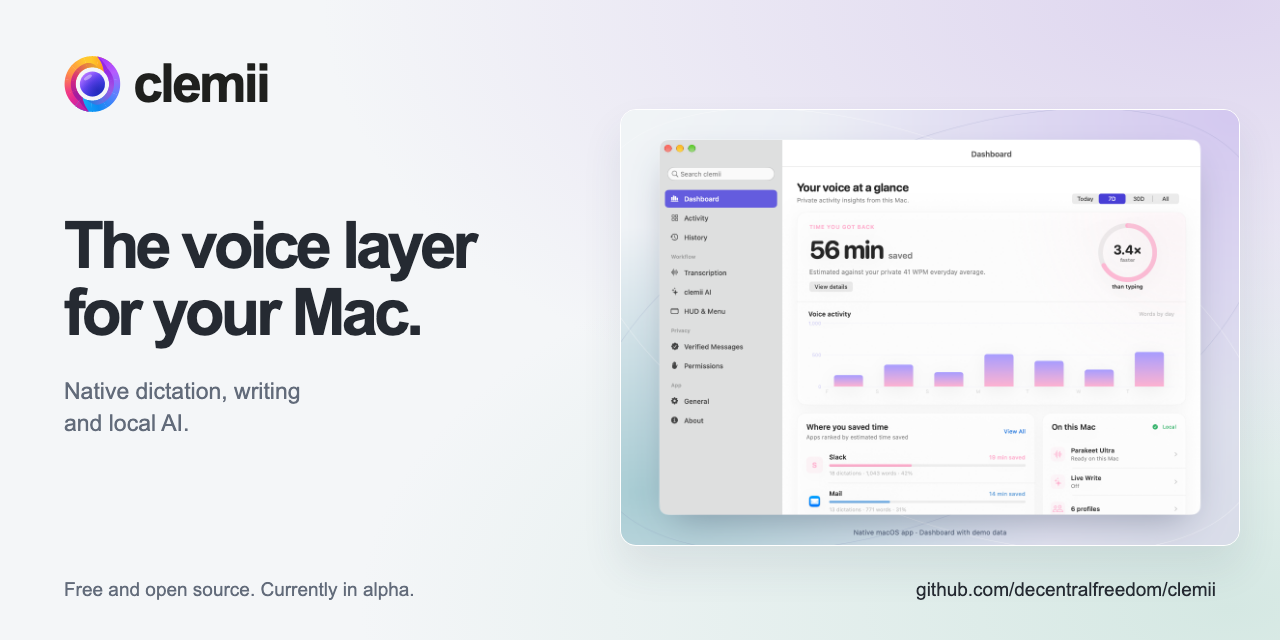 clemii
The voice layer
for your Mac.
Native dictation, writing
and local AI.
Free and open source. Currently in alpha.
Dashboard
Search clemii
Dashboard
Activity
History
Workflow
Transcription
clemii AI
HUD & Menu
Privacy
Verified Messages
Permissions
App
General
About
Your voice at a glance
Private activity insights from this Mac.
Today 7D 30D All
TIME YOU GOT BACK
56 min saved
Estimated against your private 41 WPM everyday average.
View details
3.4×
faster
than typing
Voice activity
Words by day
Where you saved time
Apps ranked by estimated time saved
View All
Slack
Mail
14 min saved
On this Mac
Local
Parakeet Ultra
Ready on this Mac
Live Write
Off
6 profiles
Native macOS app · Dashboard with demo data
github.com/decentralfreedom/clemii